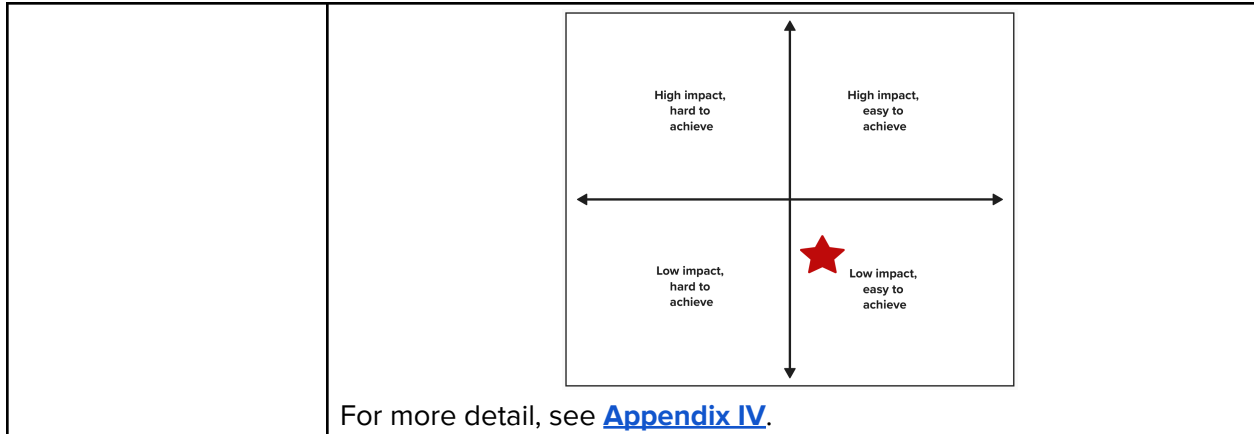 High impact,
hard to
achieve
High impact,
easy to
achieve
Low impact,
hard to
achieve
Low impact,
easy to
achieve
For more detail, see Appendix IV.